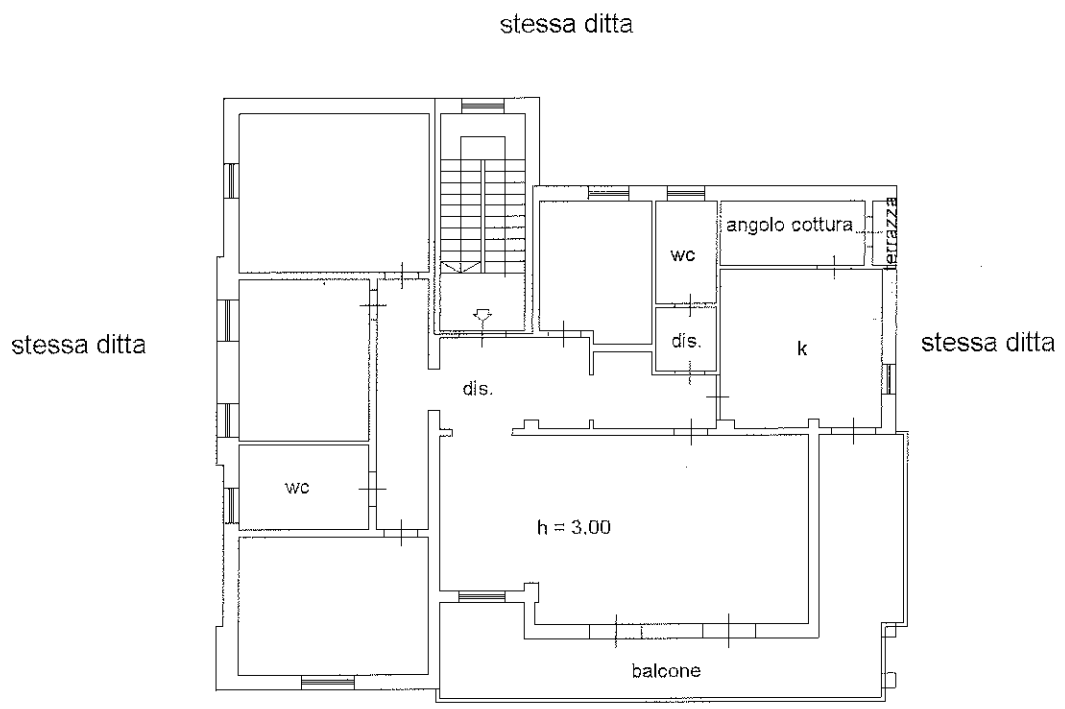 stessa ditta
angolo cottura
terrazza
wc
stessa ditta
dis.
k
stessa ditta
dis.
wc
h = 3,00
balcone